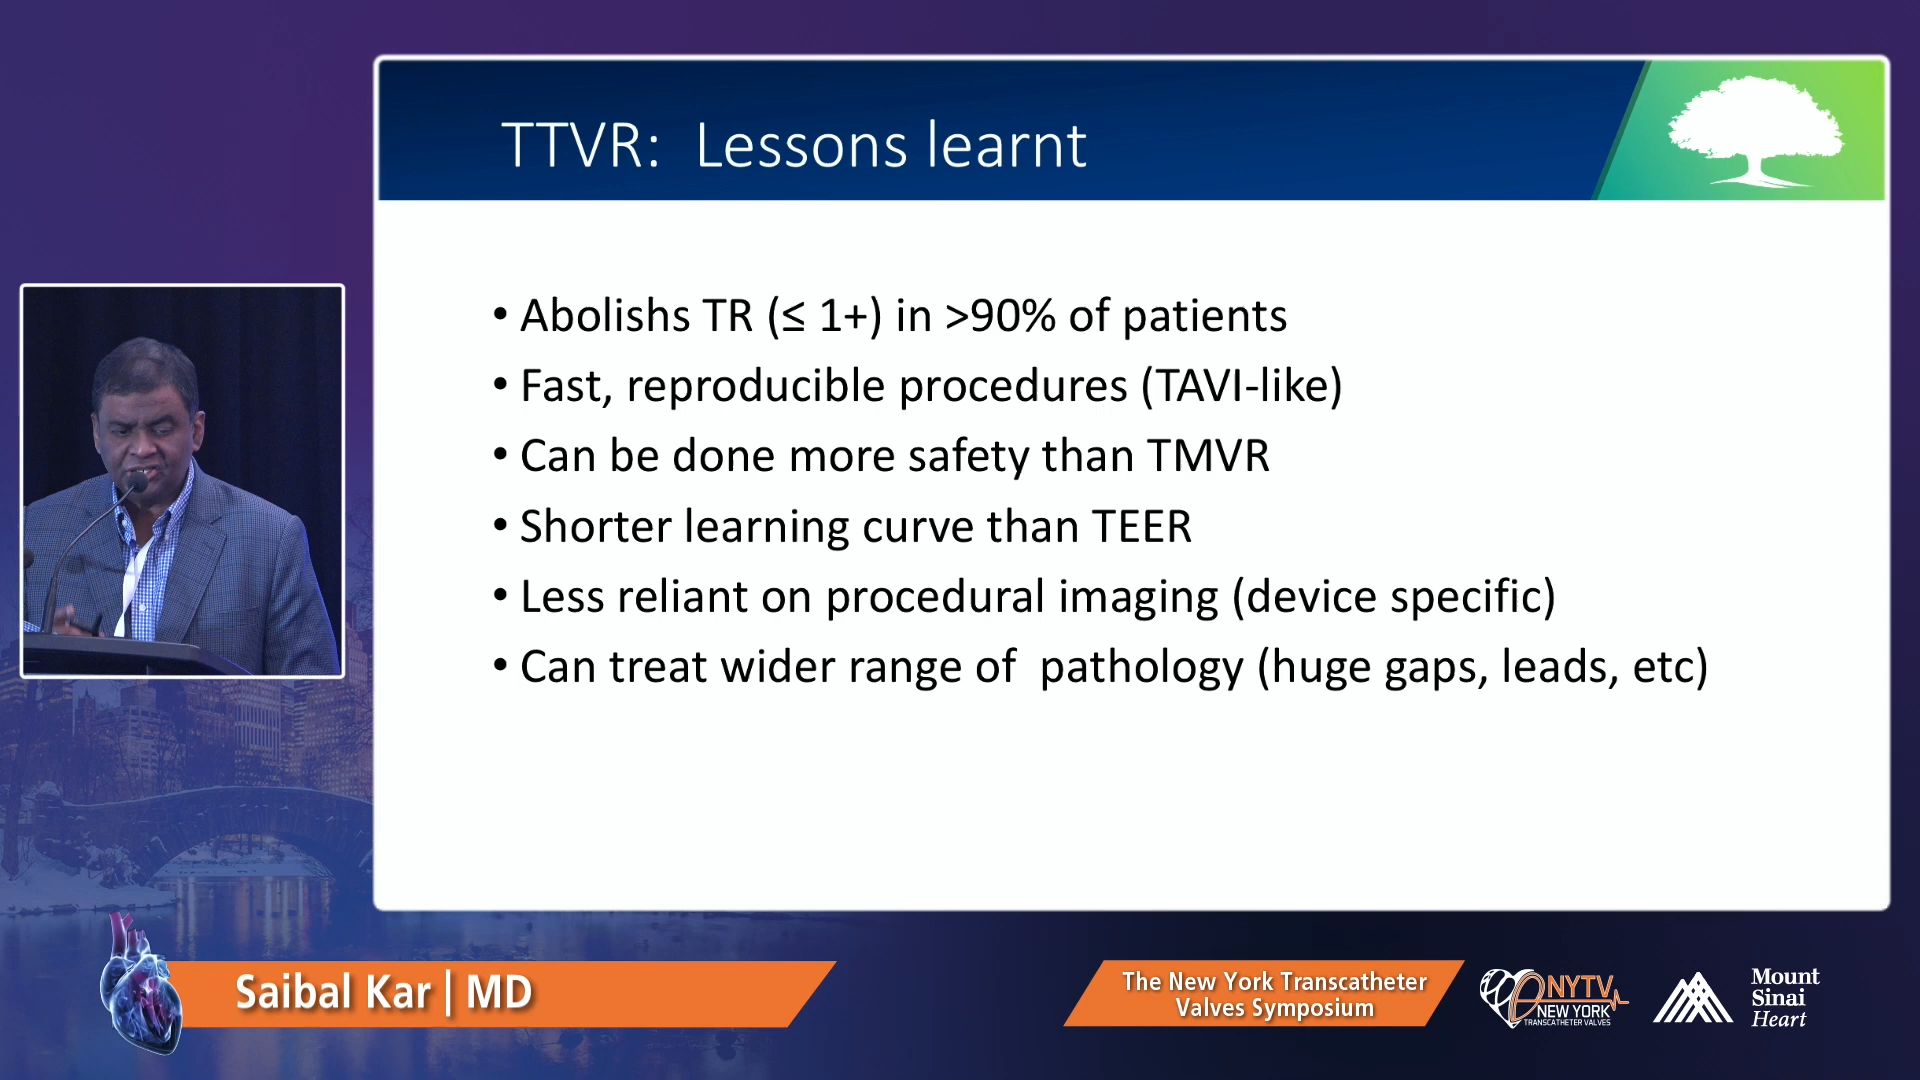 TTVR:  Lessons learnt
• Abolishs TR (≤ 1+) in >90% of patients
• Fast, reproducible procedures (TAVI-like)
• Can be done more safety than TMVR
• Shorter learning curve than TEER
• Less reliant on procedural imaging (device specific)
• Can treat wider range of  pathology (huge gaps, leads, etc)
Saibal Kar | MD
The New York Transcatheter
Valves Symposium
NYTV
NEW YORK
TRANSCATHETER VALVES
Mount
Sinai
Heart